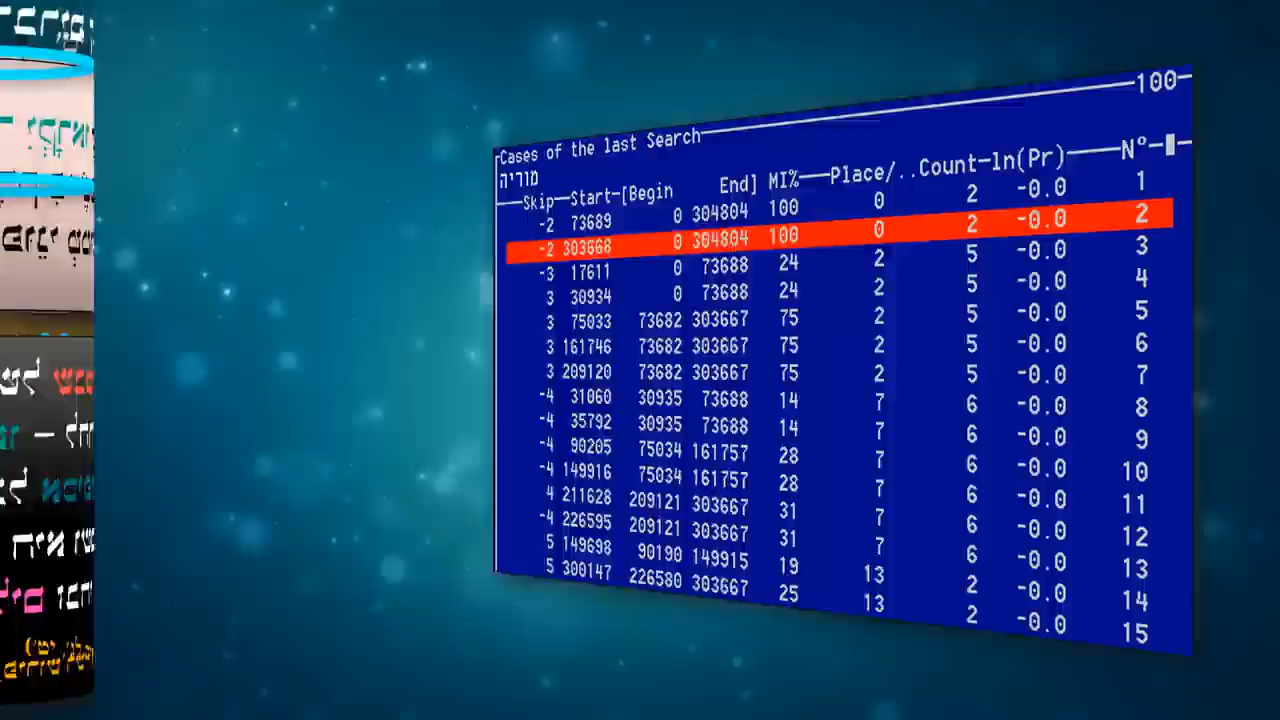 100
Cases of the last Search
מוריה
Skip Start [Begin End] MI% Place/.. Count ln(Pr) N°
-2 73689 0 304804 100 0 2 -0.0 1
-2 303668 0 304804 100 0 2 -0.0 2
-3 17611 0 73688 24 2 5 -0.0 3
3 30934 0 73688 24 2 5 -0.0 4
3 75033 73682 303667 75 2 5 -0.0 5
3 161746 73682 303667 75 2 5 -0.0 6
3 209120 73682 303667 75 2 5 -0.0 7
-4 31060 30935 73688 14 7 6 -0.0 8
-4 35792 30935 73688 14 7 6 -0.0 9
-4 90205 75034 161757 28 7 6 -0.0 10
-4 149916 75034 161757 28 7 6 -0.0 11
4 211628 209121 303667 31 7 6 -0.0 12
-4 226595 209121 303667 31 7 6 -0.0 13
5 149698 90190 149915 19 13 2 -0.0 14
5 300147 226580 303667 25 13 2 -0.0 15